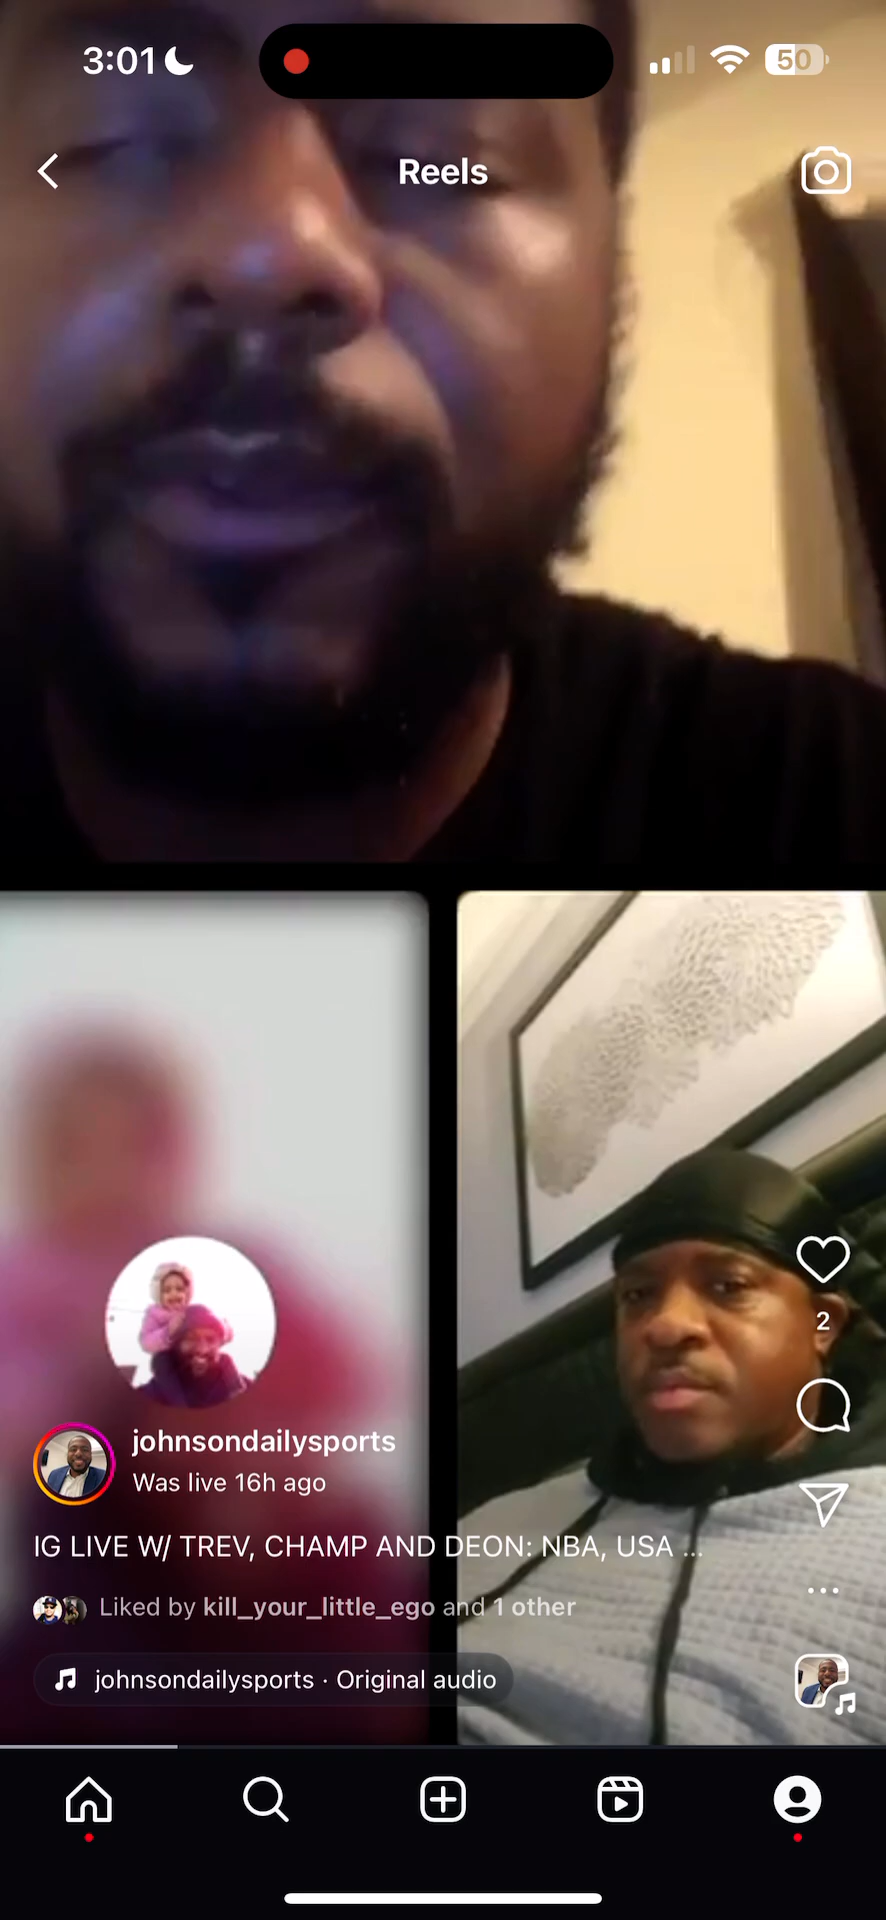 3:01
50
Reels
2
johnsondailysports
Was live 16h ago
IG LIVE W/ TREV, CHAMP AND DEON: NBA, USA ...
Liked by kill_your_little_ego and 1 other
johnsondailysports · Original audio